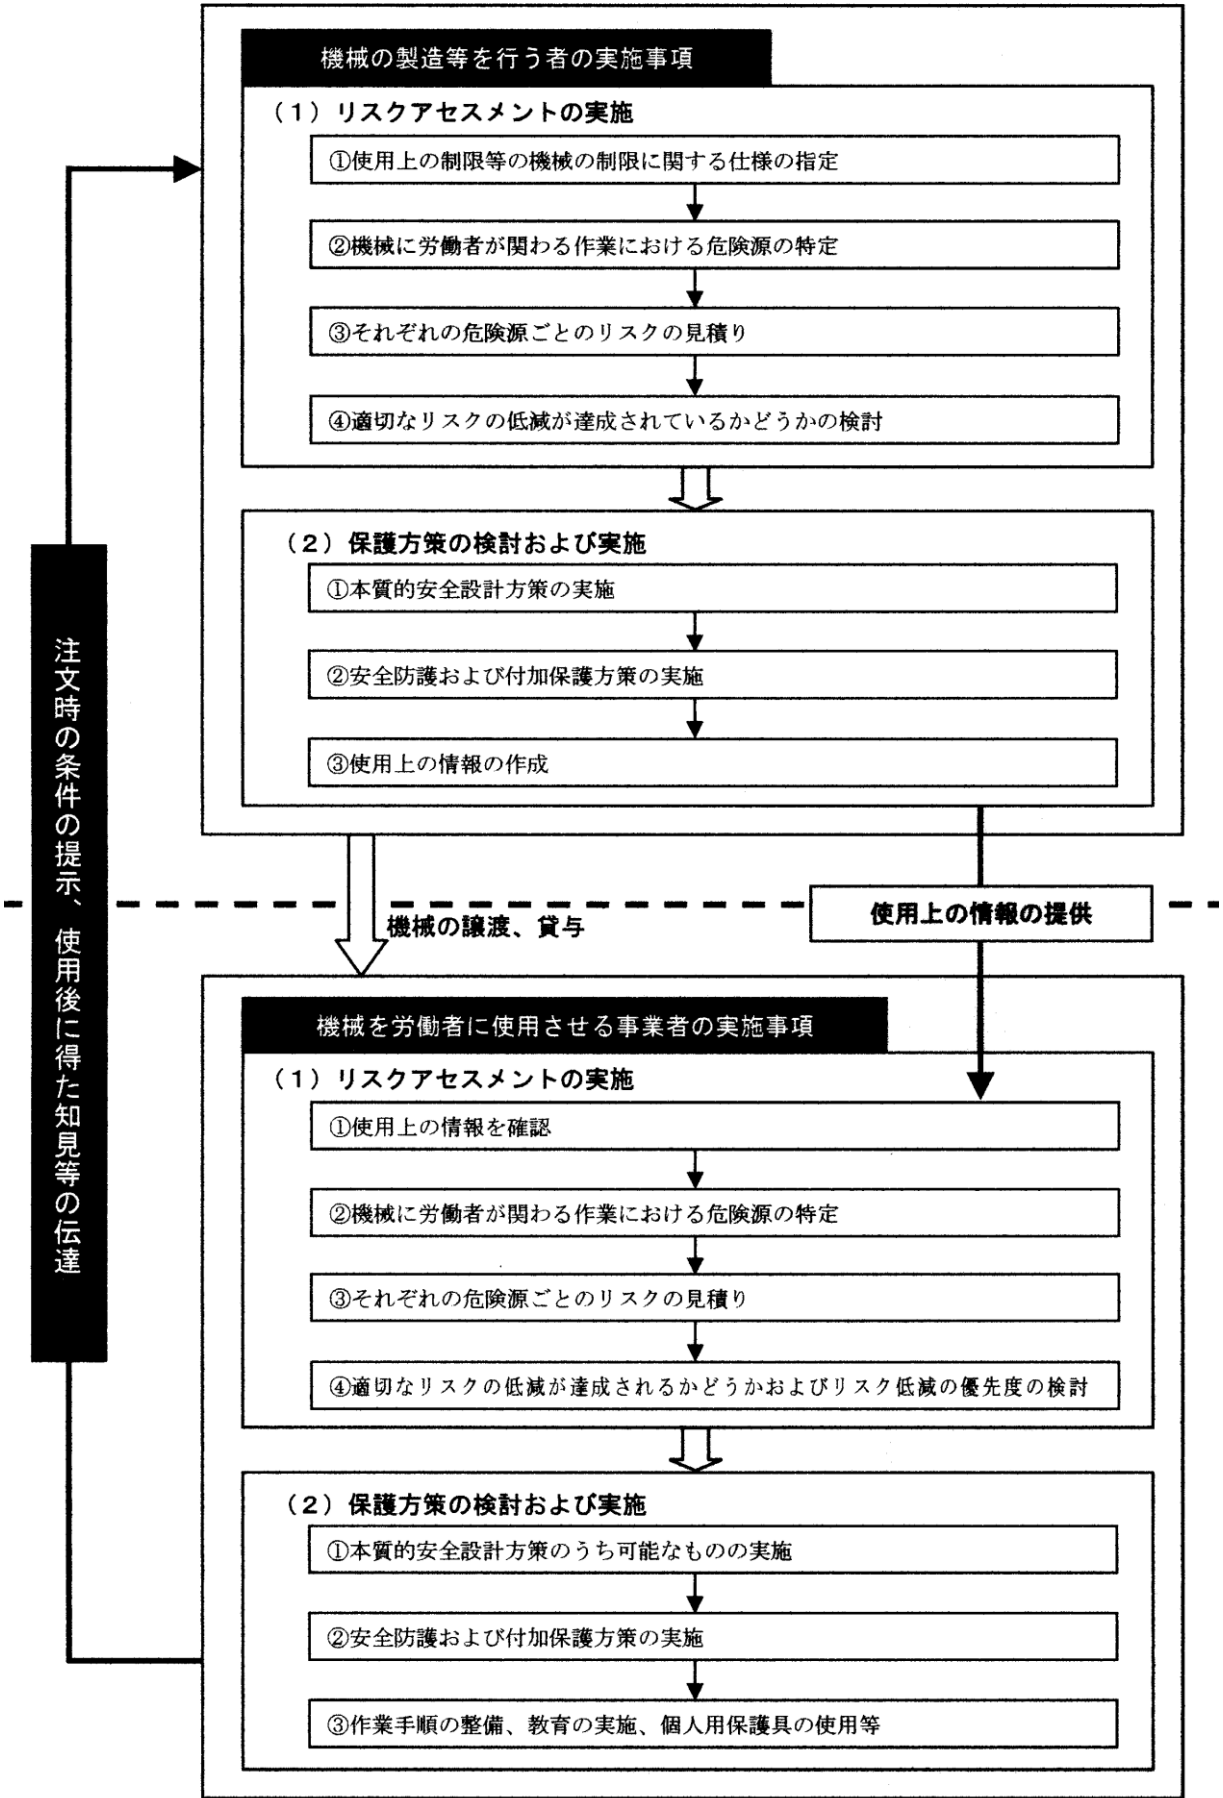 機械の製造等を行う者の実施事項
（１）リスクアセスメントの実施
①使用上の制限等の機械の制限に関する仕様の指定
②機械に労働者が関わる作業における危険源の特定
③それぞれの危険源ごとのリスクの見積り
④適切なリスクの低減が達成されているかどうかの検討
（２）保護方策の検討および実施
①本質的安全設計方策の実施
②安全防護および付加保護方策の実施
③使用上の情報の作成
注文時の条件の提示、使用後に得た知見等の伝達
機械の譲渡、貸与
使用上の情報の提供
機械を労働者に使用させる事業者の実施事項
（１）リスクアセスメントの実施
①使用上の情報を確認
②機械に労働者が関わる作業における危険源の特定
③それぞれの危険源ごとのリスクの見積り
④適切なリスクの低減が達成されるかどうかおよびリスク低減の優先度の検討
（２）保護方策の検討および実施
①本質的安全設計方策のうち可能なものの実施
②安全防護および付加保護方策の実施
③作業手順の整備、教育の実施、個人用保護具の使用等